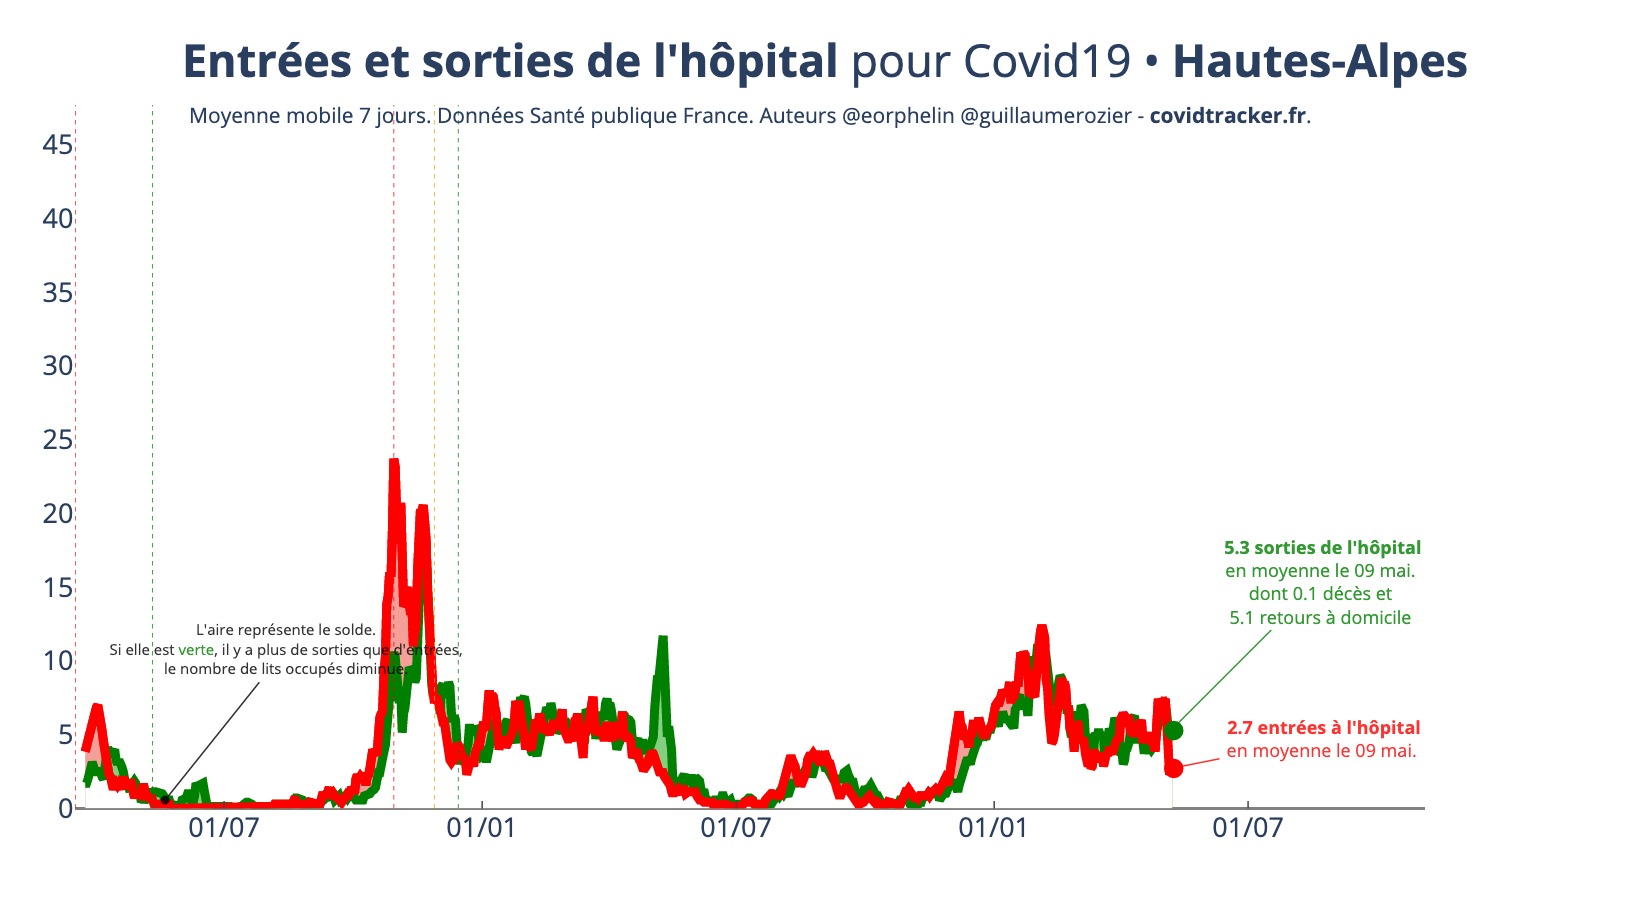 Entrées et sorties de l'hôpital pour Covid19 • Hautes-Alpes
Moyenne mobile 7 jours. Données Santé publique France. Auteurs @eorphelin @guillaumerozier - covidtracker.fr.
45
40
35
30
25
20
15
10
5
0
L'aire représente le solde.
Si elle est verte, il y a plus de sorties que d'entrées,
le nombre de lits occupés diminue.
5.3 sorties de l'hôpital
en moyenne le 09 mai.
dont 0.1 décès et
5.1 retours à domicile
2.7 entrées à l'hôpital
en moyenne le 09 mai.
01/07 01/01 01/07 01/01 01/07